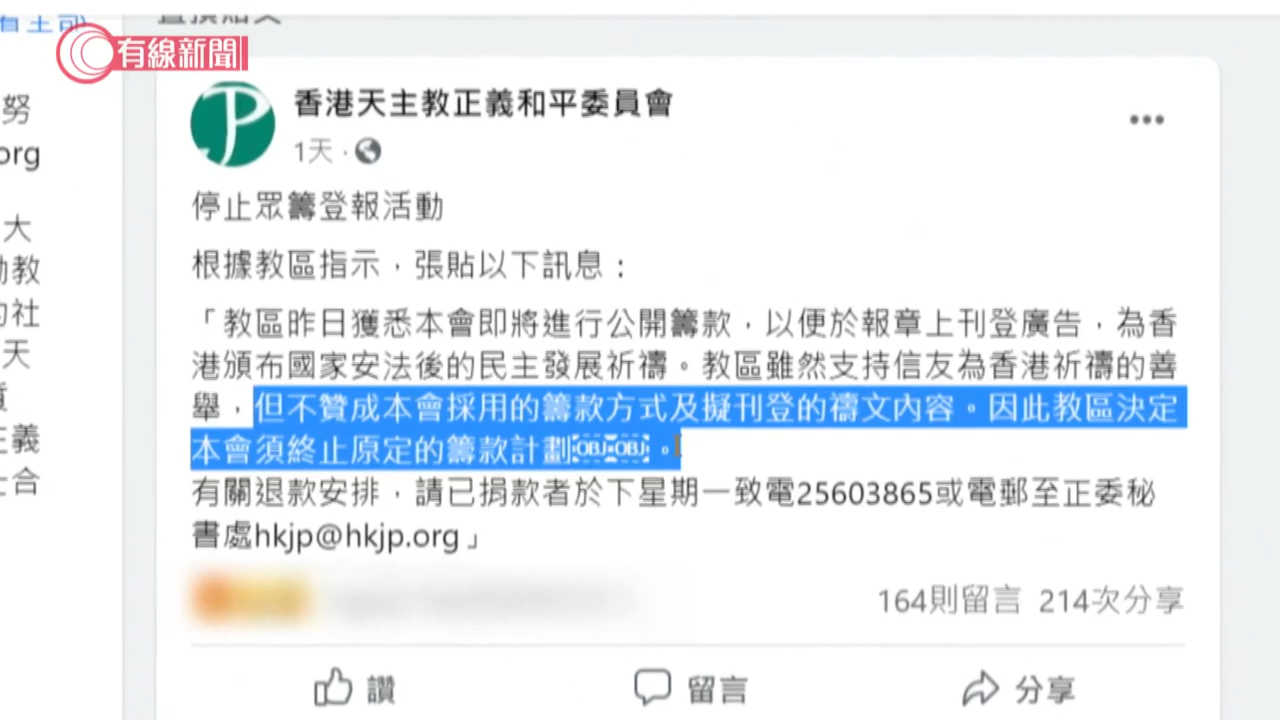 有線新聞
努
org
大
教
社
天
義
合
香港天主教正義和平委員會
1天 ·
停止眾籌登報活動
根據教區指示，張貼以下訊息：
「教區昨日獲悉本會即將進行公開籌款，以便於報章上刊登廣告，為香
港頒布國家安法後的民主發展祈禱。教區雖然支持信友為香港祈禱的善
舉，但不贊成本會採用的籌款方式及擬刊登的禱文內容。因此教區決定
本會須終止原定的籌款計劃OBJOBJ。
有關退款安排，請已捐款者於下星期一致電25603865或電郵至正委秘
書處hkjp@hkjp.org」
164則留言 214次分享
讚 留言 分享